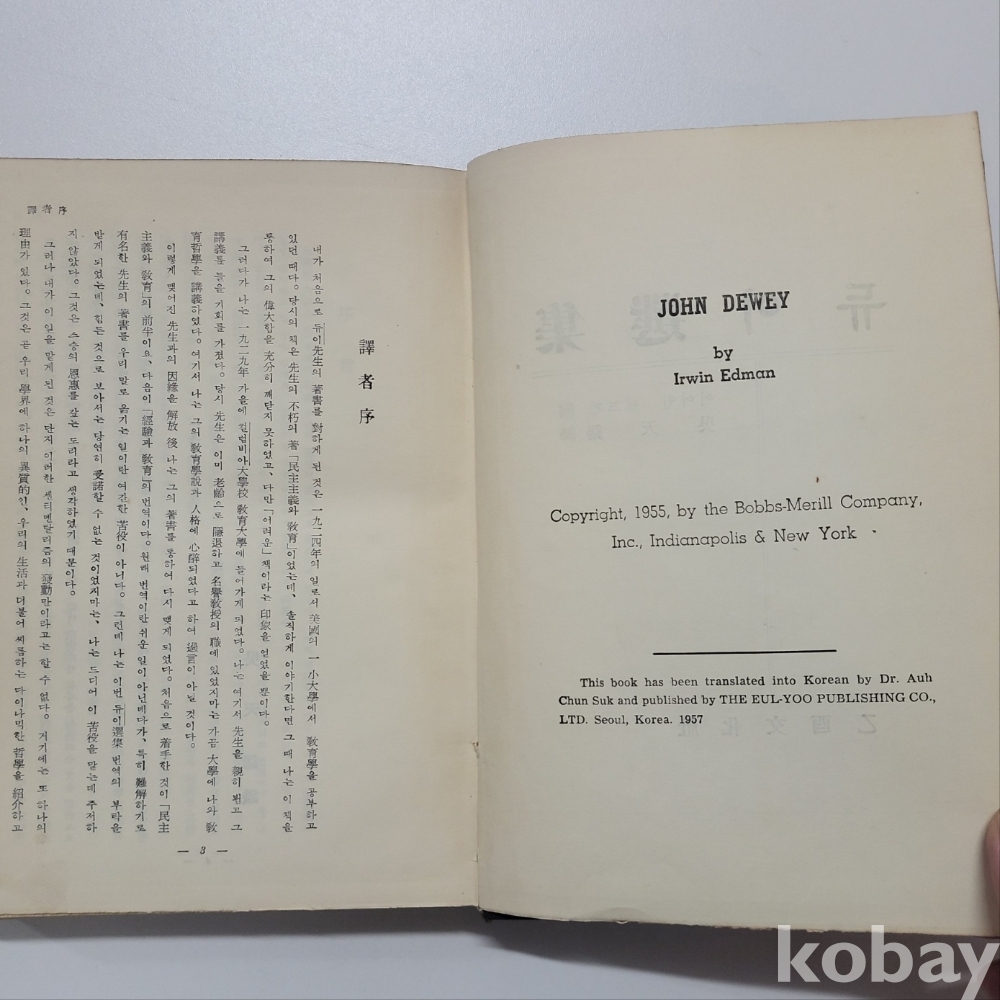 JOHN DEWEY
by
Irwin Edman
Copyright, 1955, by the Bobbs-Merill Company,
Inc., Indianapolis & New York
This book has been translated into Korean by Dr. Auh
Chun Suk and published by THE EUL-YOO PUBLISHING CO.,
LTD. Seoul, Korea. 1957
譯者序
譯者序
내가 처음으로 듀이先生의 著書를 對하게 된 것은 一九二四年의 일로서 美國의 一小大學에서 敎育學을 공부하고
있던 때다. 당시의 책은 先生의 不朽의 著「民主主義와 敎育」이었는데, 솔직하게 이야기한다면 그 때 나는 이 책을
통하여 그의 偉大함을 充分히 깨닫지 못하였고, 다만「어려운」책이라는 印象을 얻었을 뿐이다.
그러다가 나는 一九二九年 가을에 컬럼비아大學校 敎育大學에 들어가게 되었다. 나는 여기서 先生을 親히 뵙고 그
講義를 들을 기회를 가졌다. 당시 先生은 이미 老齡으로 隱退하고 名譽敎授의 職에 있었지마는 가끔 大學에 나와 敎
育哲學을 講義하였다. 여기서 나는 그의 敎育學說과 人格에 心醉되었다고 하여 過言이 아닐 것이다.
이렇게 맺어진 先生과의 因緣을 解放 後 나는 그의 著書를 통하여 다시 맺게 되었다. 처음으로 着手한 것이「民主
主義와 敎育」의 前半이요, 다음이「經驗과 敎育」의 번역이다. 원래 번역이란 쉬운 일이 아닌데다가, 특히 難解하기로
有名한 先生의 著書를 우리 말로 옮기는 일이란 여간한 苦役이 아니다. 그런데 나는 이번 듀이選集 번역의 부탁을
받게 되었는데, 힘든 것으로 보아서는 당연히 受諾할 수 없는 것이었지마는, 나는 드디어 이 苦役을 맡는데 주저하
지 않았다. 그것은 스승의 恩惠를 갚는 도리라고 생각하였기 때문이다.
그러나 내가 이 일을 맡게 된 것은 단지 이러한 센티멘탈리즘의 發動만이라고는 할 수 없다. 거기에는 또 하나의
理由가 있다. 그것은 곧 우리 學界에 하나의 異質的인, 우리의 生活과 더불어 씨름하는 다이나믹한 哲學을 紹介하고
— 3 —
kobay